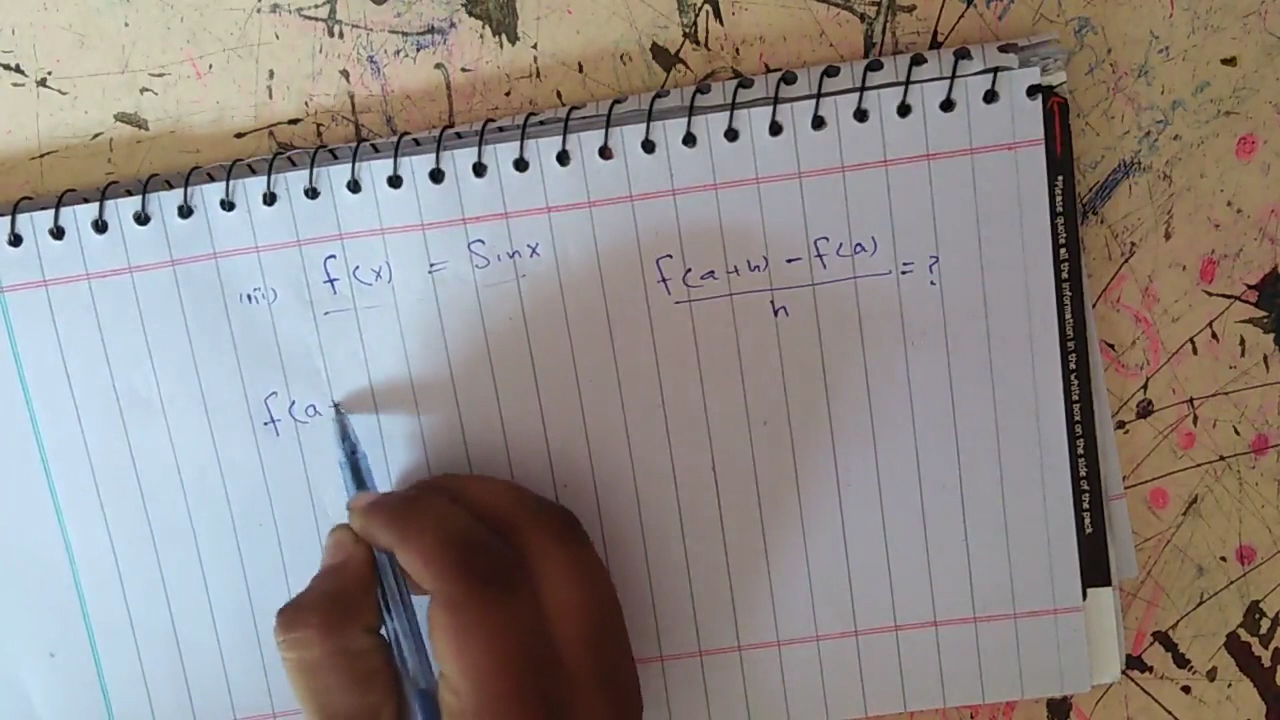 iii) f(x) = Sinx f(a+h) - f(a) / h = ?
f(a+
*Please quote all the information in the white box on the side of the pack